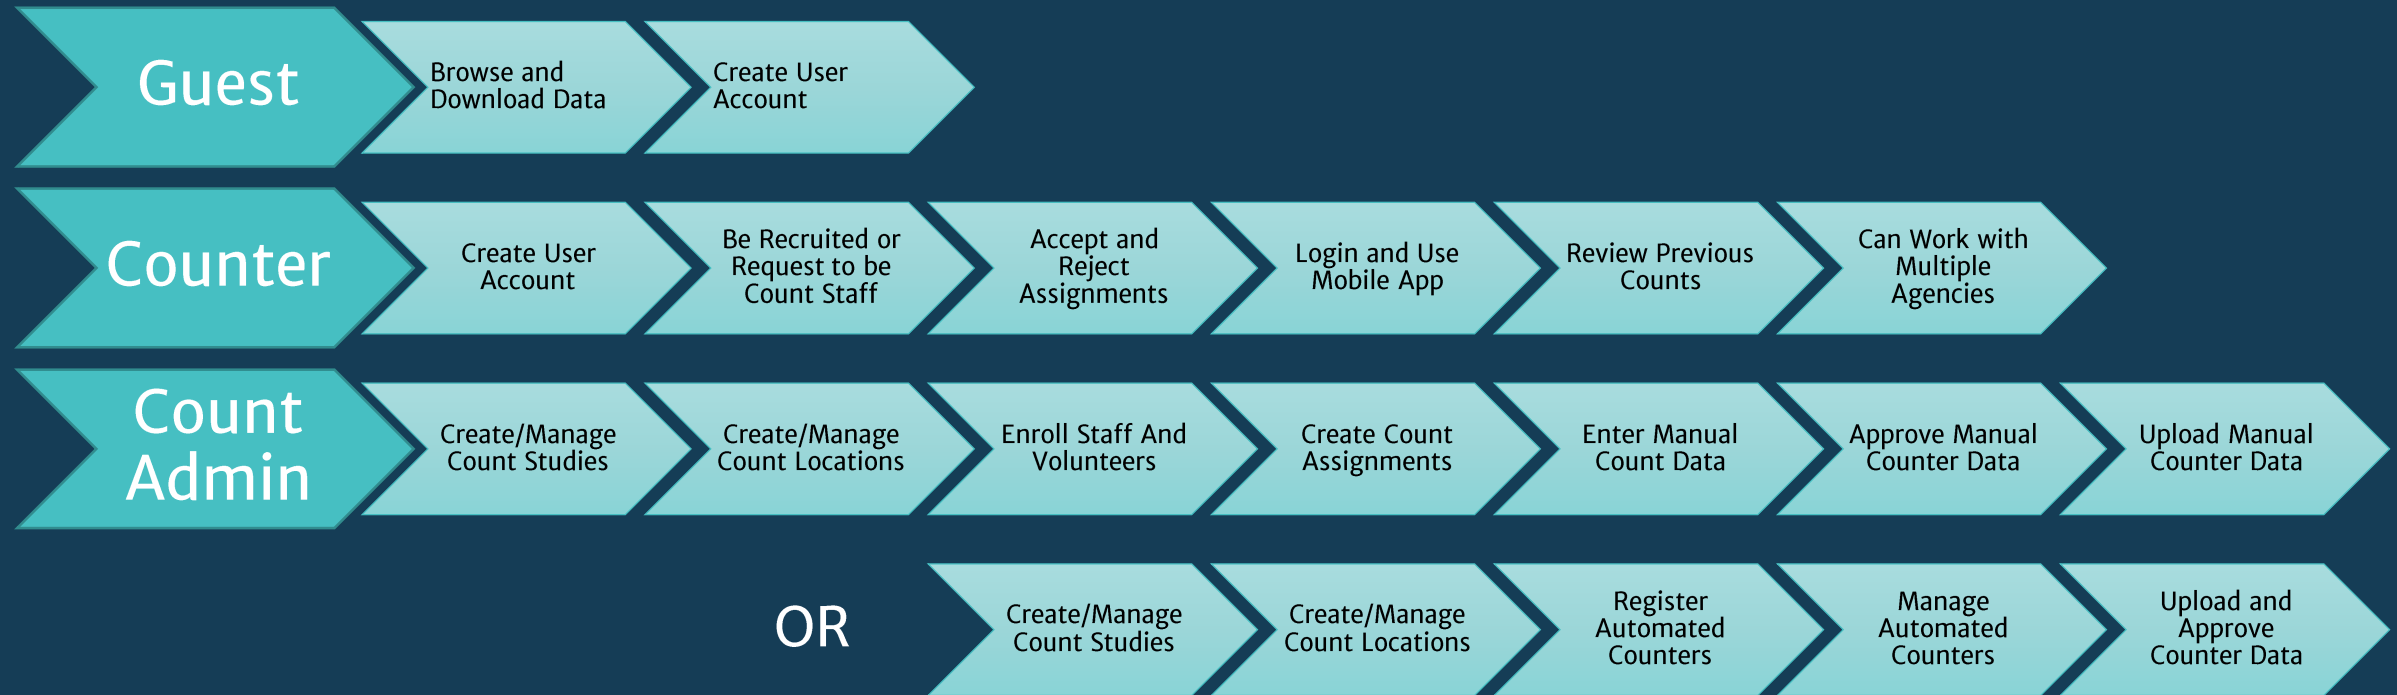 Guest
Browse and
Download Data
Create User
Account
Counter
Create User
Account
Be Recruited or
Request to be
Count Staff
Accept and
Reject
Assignments
Login and Use
Mobile App
Review Previous
Counts
Can Work with
Multiple
Agencies
Count
Admin
Create/Manage
Count Studies
Create/Manage
Count Locations
Enroll Staff And
Volunteers
Create Count
Assignments
Enter Manual
Count Data
Approve Manual
Counter Data
Upload Manual
Counter Data
OR
Create/Manage
Count Studies
Create/Manage
Count Locations
Register
Automated
Counters
Manage
Automated
Counters
Upload and
Approve
Counter Data